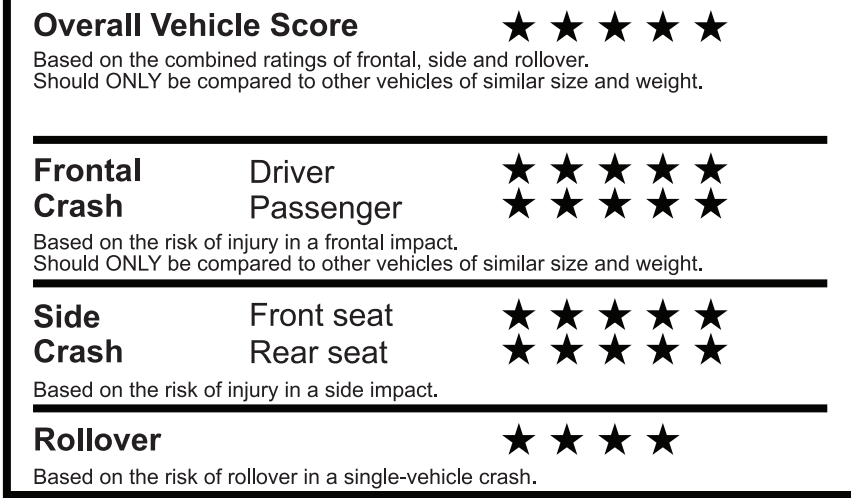 Overall Vehicle Score ★ ★ ★ ★ ★
Based on the combined ratings of frontal, side and rollover.
Should ONLY be compared to other vehicles of similar size and weight.
Frontal Driver ★ ★ ★ ★ ★
Crash Passenger ★ ★ ★ ★ ★
Based on the risk of injury in a frontal impact.
Should ONLY be compared to other vehicles of similar size and weight.
Side Front seat ★ ★ ★ ★ ★
Crash Rear seat ★ ★ ★ ★ ★
Based on the risk of injury in a side impact.
Rollover ★ ★ ★ ★
Based on the risk of rollover in a single-vehicle crash.